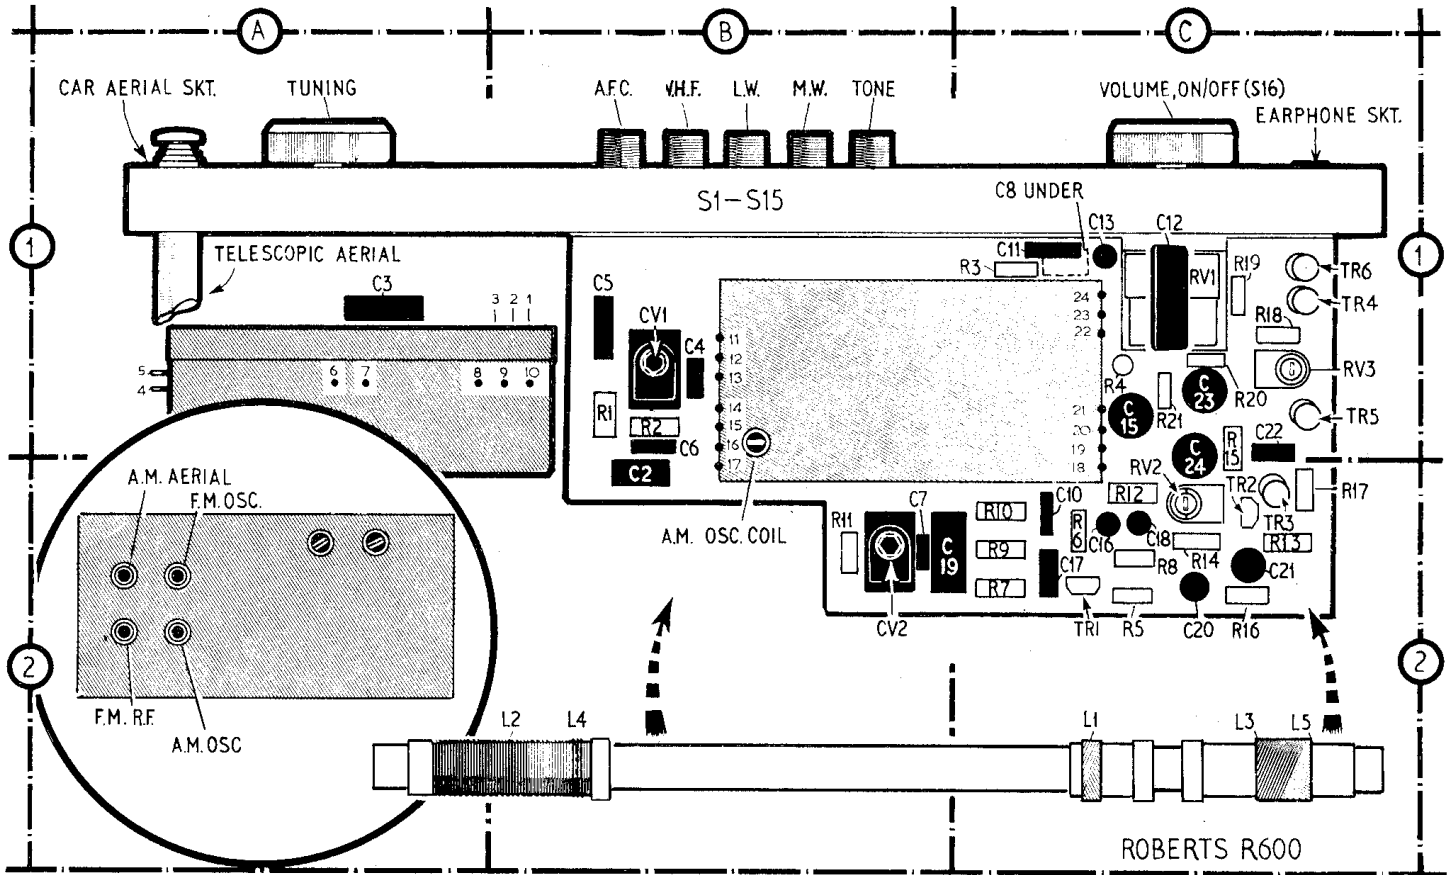 A
B
C
CAR AERIAL SKT.
TUNING
A.F.C.
V.H.F.
L.W.
M.W.
TONE
VOLUME, ON/OFF (S16)
EARPHONE SKT.
S1-S15
C8 UNDER
1
1
TELESCOPIC AERIAL
C13
C12
C11
R3
RV1
R19
TR6
TR4
C3
3 2 1
C5
CV1
C4
24
23
22
R18
RV3
5
4
6
7
8
9
10
11
12
13
14
15
16
17
R1
R2
C6
C2
21
20
19
18
R4
C15
R21
C23
R20
TR5
C24
R15
C22
A.M. AERIAL
F.M. OSC.
A.M. OSC. COIL
RV2
R12
TR2
TR3
R17
R11
C7
C19
R10
R9
R7
C10
C17
R6
C16
C18
R8
R14
R13
C21
CV2
TR1
R5
C20
R16
2
2
F.M. R.F.
A.M. OSC
L2
L4
L1
L3
L5
ROBERTS R600